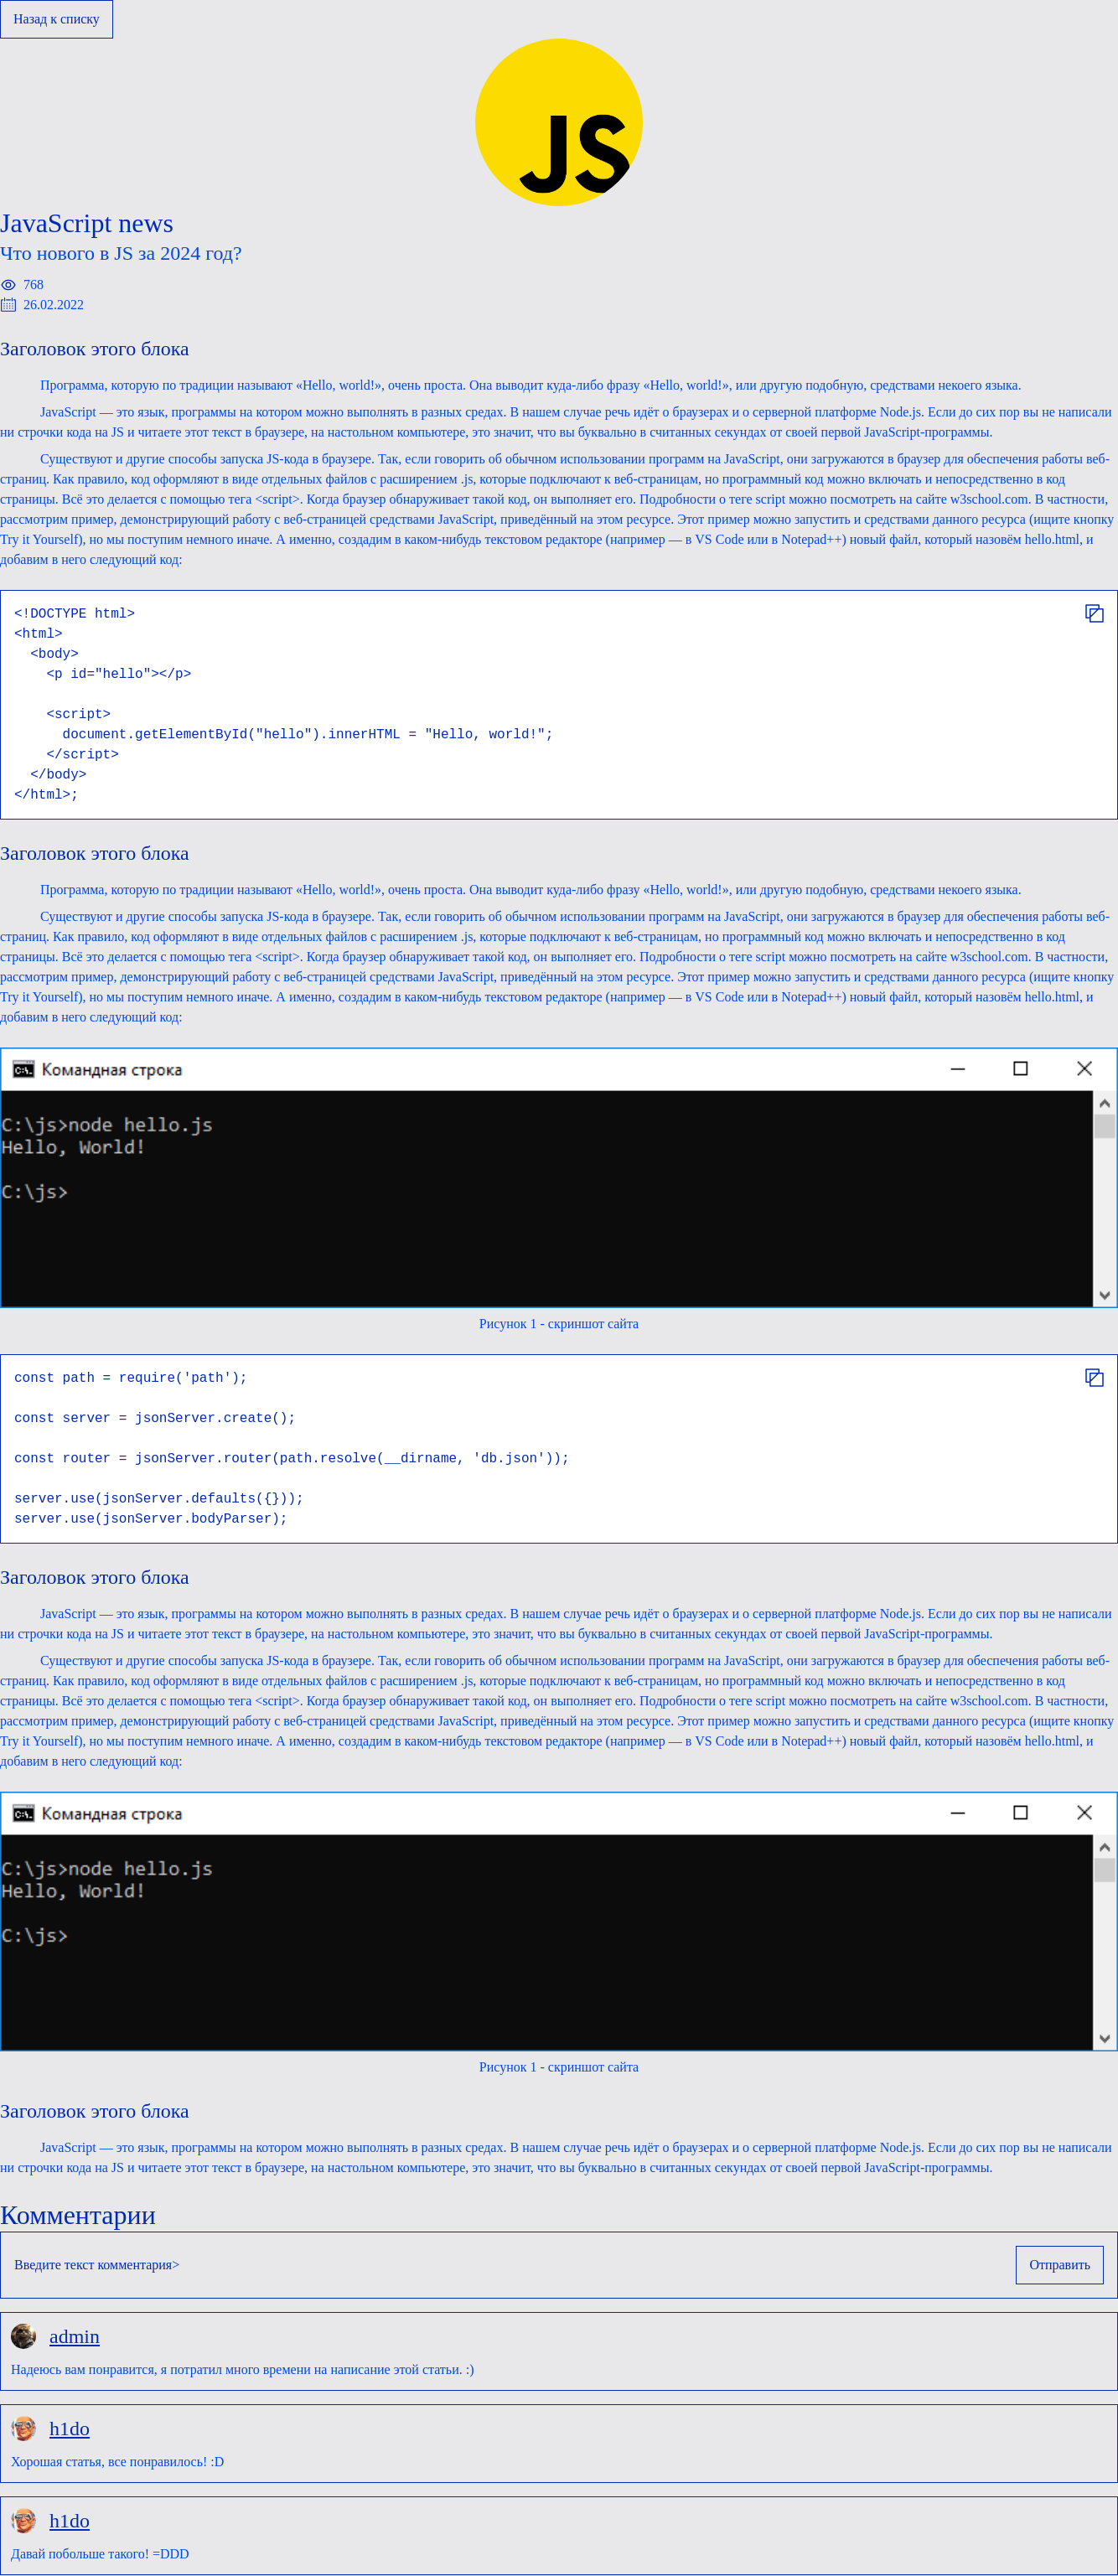 Назад к списку
JS
JavaScript news
Что нового в JS за 2024 год?
768
26.02.2022
Заголовок этого блока
Программа, которую по традиции называют «Hello, world!», очень проста. Она выводит куда-либо фразу «Hello, world!», или другую подобную, средствами некоего языка.
JavaScript — это язык, программы на котором можно выполнять в разных средах. В нашем случае речь идёт о браузерах и о серверной платформе Node.js. Если до сих пор вы не написали
ни строчки кода на JS и читаете этот текст в браузере, на настольном компьютере, это значит, что вы буквально в считанных секундах от своей первой JavaScript-программы.
Существуют и другие способы запуска JS-кода в браузере. Так, если говорить об обычном использовании программ на JavaScript, они загружаются в браузер для обеспечения работы веб-
страниц. Как правило, код оформляют в виде отдельных файлов с расширением .js, которые подключают к веб-страницам, но программный код можно включать и непосредственно в код
страницы. Всё это делается с помощью тега <script>. Когда браузер обнаруживает такой код, он выполняет его. Подробности о теге script можно посмотреть на сайте w3school.com. В частности,
рассмотрим пример, демонстрирующий работу с веб-страницей средствами JavaScript, приведённый на этом ресурсе. Этот пример можно запустить и средствами данного ресурса (ищите кнопку
Try it Yourself), но мы поступим немного иначе. А именно, создадим в каком-нибудь текстовом редакторе (например — в VS Code или в Notepad++) новый файл, который назовём hello.html, и
добавим в него следующий код:
<!DOCTYPE html>
<html>
  <body>
    <p id="hello"></p>
    <script>
      document.getElementById("hello").innerHTML = "Hello, world!";
    </script>
  </body>
</html>;
Заголовок этого блока
Программа, которую по традиции называют «Hello, world!», очень проста. Она выводит куда-либо фразу «Hello, world!», или другую подобную, средствами некоего языка.
Существуют и другие способы запуска JS-кода в браузере. Так, если говорить об обычном использовании программ на JavaScript, они загружаются в браузер для обеспечения работы веб-
страниц. Как правило, код оформляют в виде отдельных файлов с расширением .js, которые подключают к веб-страницам, но программный код можно включать и непосредственно в код
страницы. Всё это делается с помощью тега <script>. Когда браузер обнаруживает такой код, он выполняет его. Подробности о теге script можно посмотреть на сайте w3school.com. В частности,
рассмотрим пример, демонстрирующий работу с веб-страницей средствами JavaScript, приведённый на этом ресурсе. Этот пример можно запустить и средствами данного ресурса (ищите кнопку
Try it Yourself), но мы поступим немного иначе. А именно, создадим в каком-нибудь текстовом редакторе (например — в VS Code или в Notepad++) новый файл, который назовём hello.html, и
добавим в него следующий код:
Командная строка
C:\js>node hello.js
Hello, World!
C:\js>
Рисунок 1 - скриншот сайта
const path = require('path');
const server = jsonServer.create();
const router = jsonServer.router(path.resolve(__dirname, 'db.json'));
server.use(jsonServer.defaults({}));
server.use(jsonServer.bodyParser);
Заголовок этого блока
JavaScript — это язык, программы на котором можно выполнять в разных средах. В нашем случае речь идёт о браузерах и о серверной платформе Node.js. Если до сих пор вы не написали
ни строчки кода на JS и читаете этот текст в браузере, на настольном компьютере, это значит, что вы буквально в считанных секундах от своей первой JavaScript-программы.
Существуют и другие способы запуска JS-кода в браузере. Так, если говорить об обычном использовании программ на JavaScript, они загружаются в браузер для обеспечения работы веб-
страниц. Как правило, код оформляют в виде отдельных файлов с расширением .js, которые подключают к веб-страницам, но программный код можно включать и непосредственно в код
страницы. Всё это делается с помощью тега <script>. Когда браузер обнаруживает такой код, он выполняет его. Подробности о теге script можно посмотреть на сайте w3school.com. В частности,
рассмотрим пример, демонстрирующий работу с веб-страницей средствами JavaScript, приведённый на этом ресурсе. Этот пример можно запустить и средствами данного ресурса (ищите кнопку
Try it Yourself), но мы поступим немного иначе. А именно, создадим в каком-нибудь текстовом редакторе (например — в VS Code или в Notepad++) новый файл, который назовём hello.html, и
добавим в него следующий код:
Командная строка
C:\js>node hello.js
Hello, World!
C:\js>
Рисунок 1 - скриншот сайта
Заголовок этого блока
JavaScript — это язык, программы на котором можно выполнять в разных средах. В нашем случае речь идёт о браузерах и о серверной платформе Node.js. Если до сих пор вы не написали
ни строчки кода на JS и читаете этот текст в браузере, на настольном компьютере, это значит, что вы буквально в считанных секундах от своей первой JavaScript-программы.
Комментарии
Введите текст комментария>
Отправить
admin
Надеюсь вам понравится, я потратил много времени на написание этой статьи. :)
h1do
Хорошая статья, все понравилось! :D
h1do
Давай побольше такого! =DDD